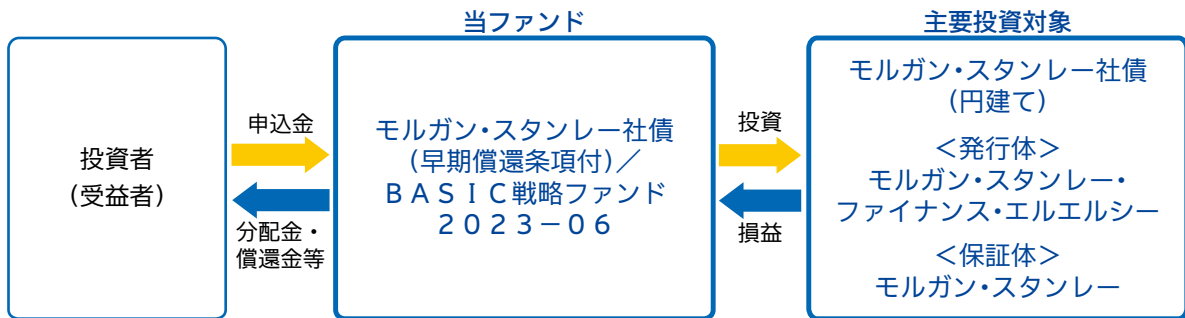 当ファンド
主要投資対象
投資者
(受益者)
申込金
分配金・
償還金等
モルガン・スタンレー社債
(早期償還条項付)／
ＢＡＳＩＣ戦略ファンド
２０２３－０６
投資
損益
モルガン・スタンレー社債
(円建て)
＜発行体＞
モルガン・スタンレー・
ファイナンス・エルエルシー
＜保証体＞
モルガン・スタンレー